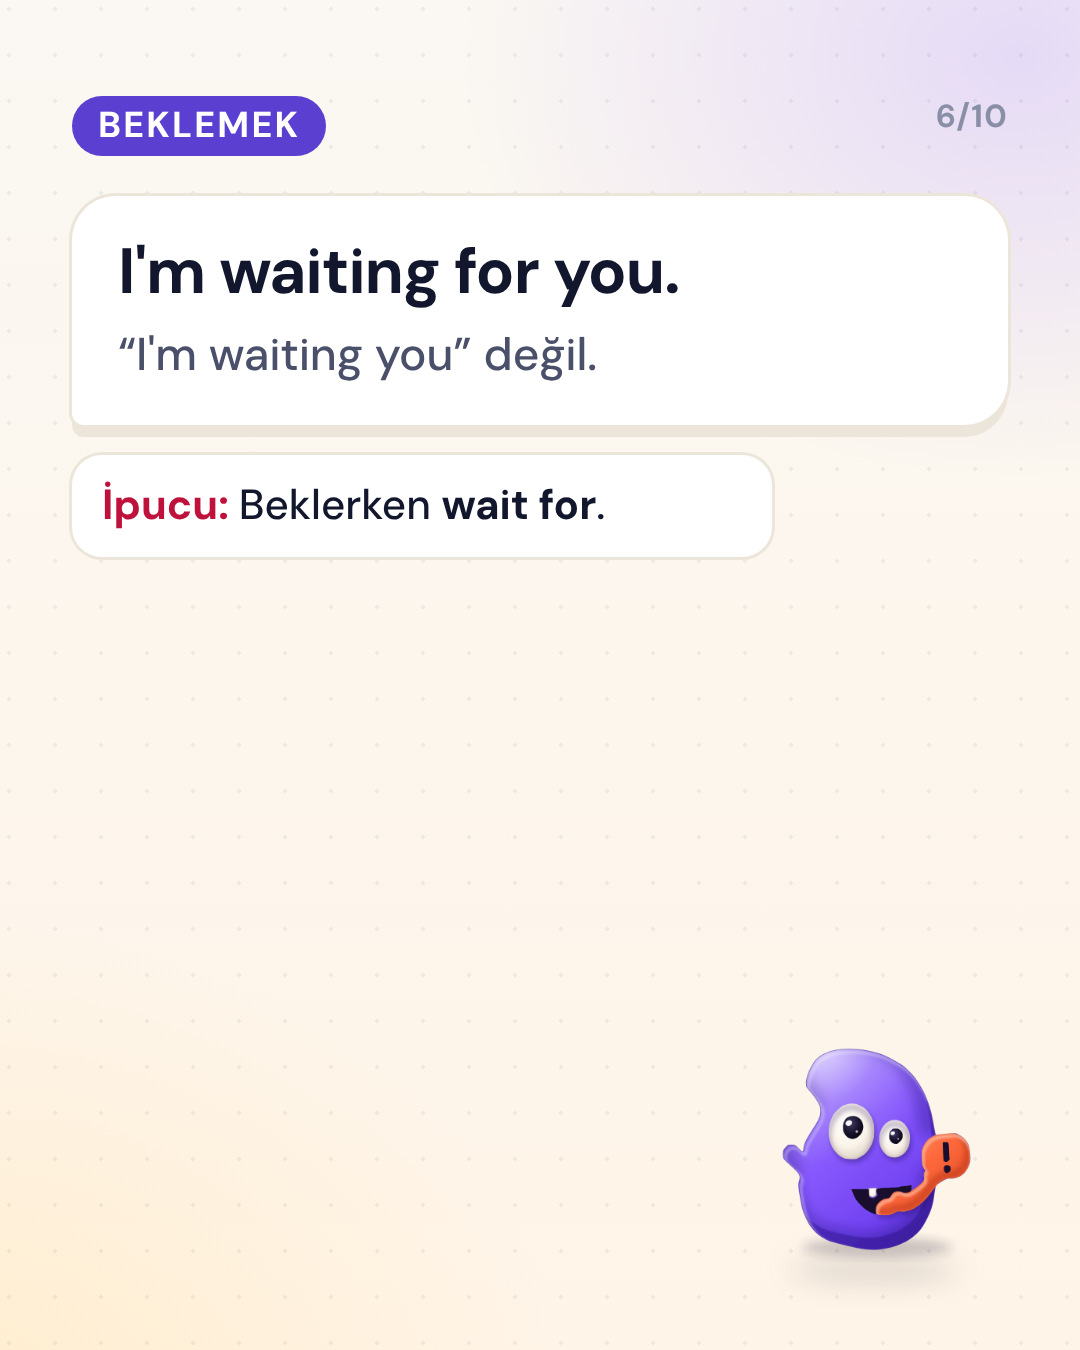 BEKLEMEK
6/10
I'm waiting for you.
“I'm waiting you” değil.
İpucu: Beklerken wait for.
!